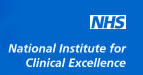 NHS
National Institute for
Clinical Excellence